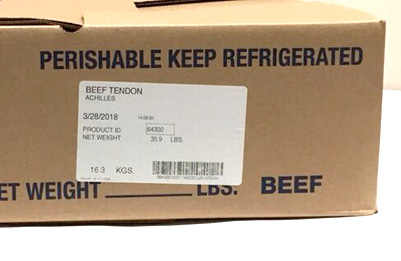 PERISHABLE KEEP REFRIGERATED
BEEF TENDON
ACHILLES
3/28/2018
PRODUCT ID 64300
NET WEIGHT 35.9 LBS.
16.3 KGS.
ET WEIGHT LBS. BEEF